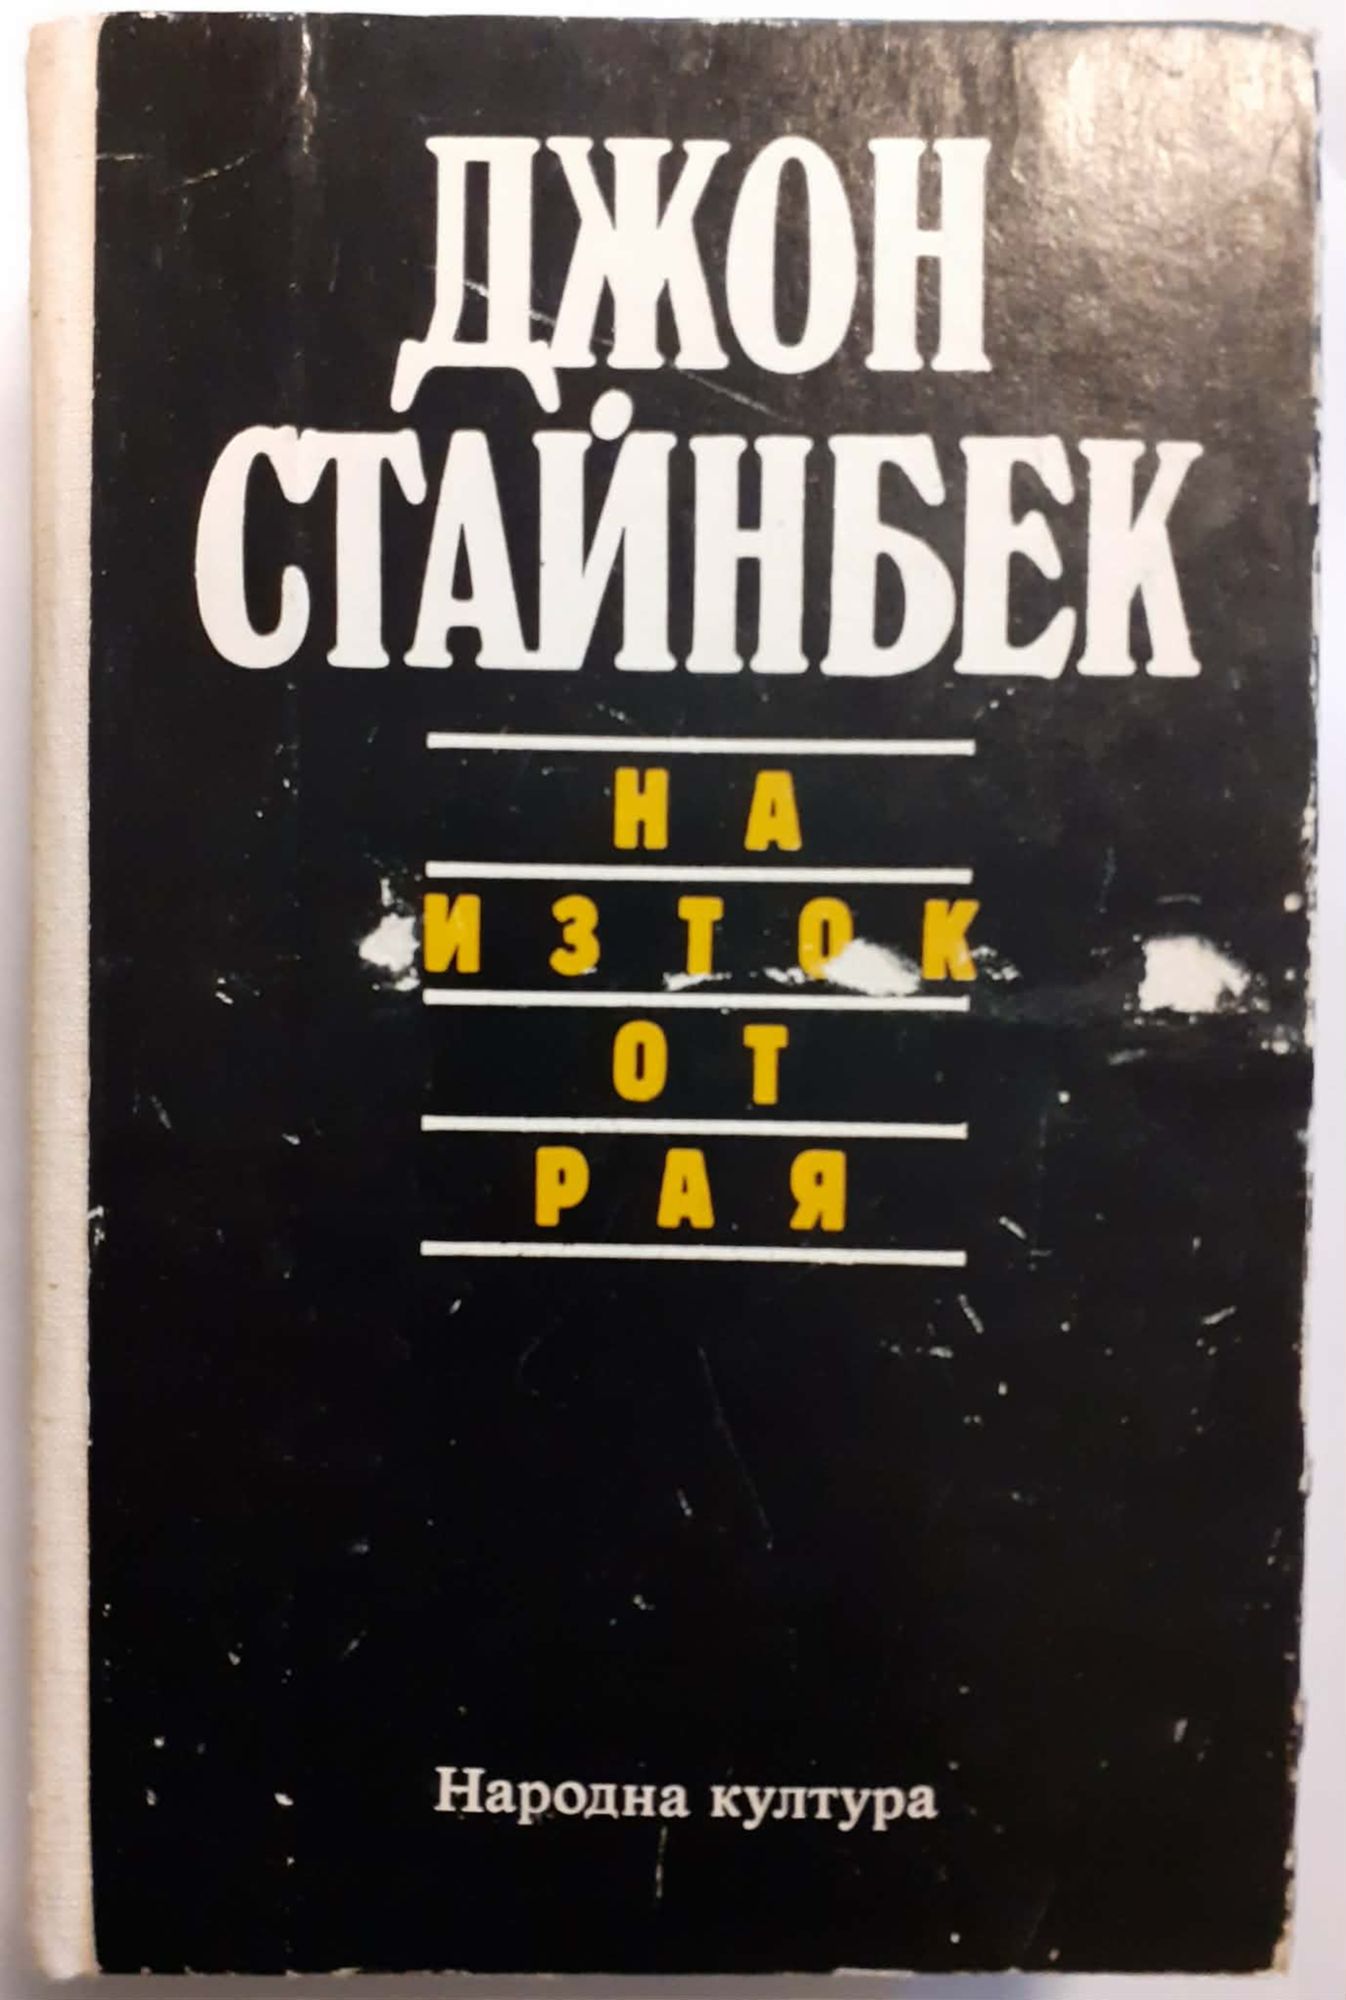 ДЖОН
СТАЙНБЕК
НА
ИЗТОК
ОТ
РАЯ
Народна култура